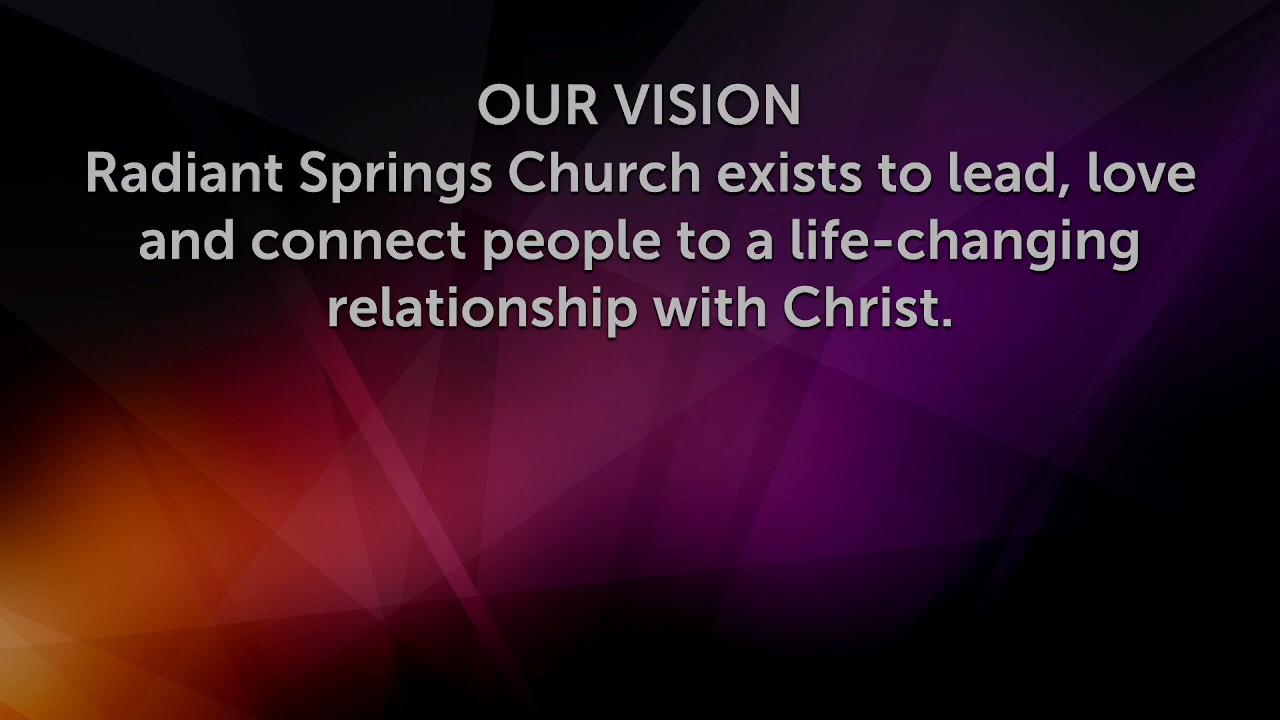 OUR VISION
Radiant Springs Church exists to lead, love
and connect people to a life-changing
relationship with Christ.